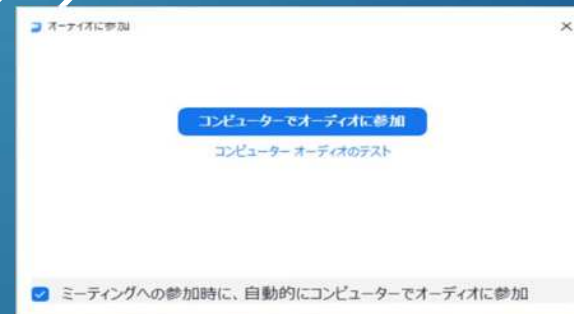 オーディオに参加
コンピューターでオーディオに参加
コンピューター オーディオのテスト
ミーティングへの参加時に、自動的にコンピューターでオーディオに参加